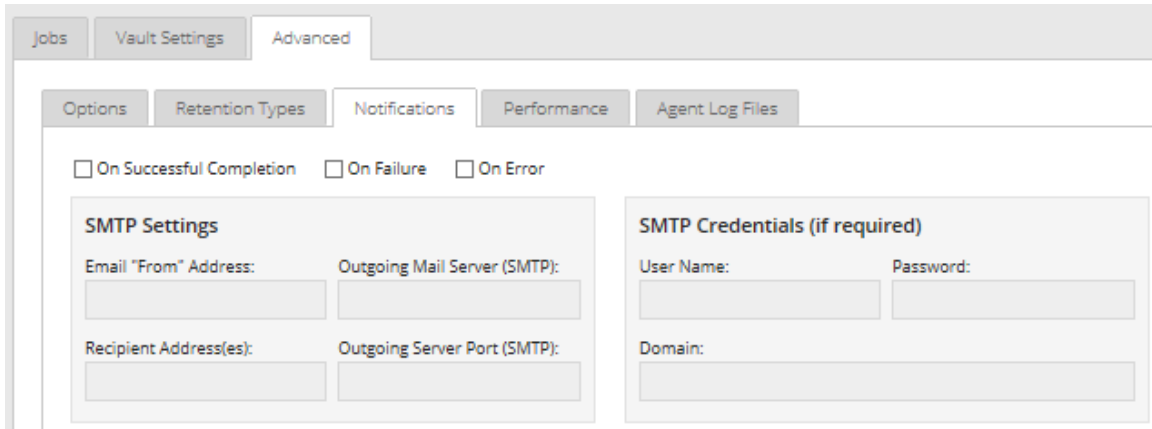 Jobs Vault Settings Advanced
Options Retention Types Notifications Performance Agent Log Files
On Successful Completion On Failure On Error
SMTP Settings
Email "From" Address: Outgoing Mail Server (SMTP):
Recipient Address(es): Outgoing Server Port (SMTP):
SMTP Credentials (if required)
User Name: Password:
Domain: